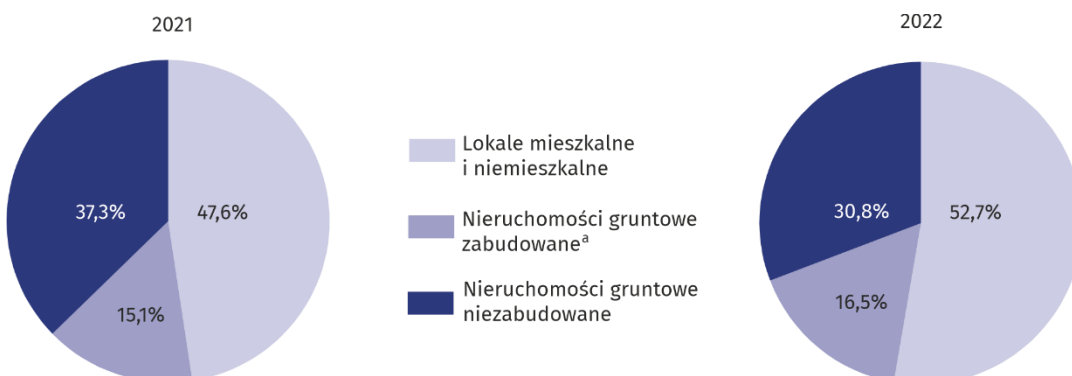 2021
2022
37,3%
47,6%
15,1%
Lokale mieszkalne
i niemieszkalne
Nieruchomości gruntowe
zabudowaneᵃ
Nieruchomości gruntowe
niezabudowane
30,8%
52,7%
16,5%